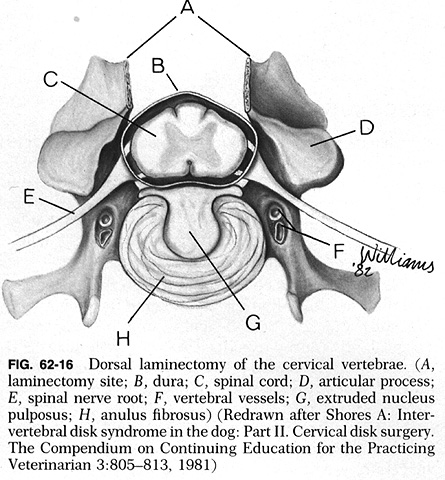 A
B
C
D
E
F
Williams
'82
G
H
FIG. 62-16 Dorsal laminectomy of the cervical vertebrae. (A,
laminectomy site; B, dura; C, spinal cord; D, articular process;
E, spinal nerve root; F, vertebral vessels; G, extruded nucleus
pulposus; H, anulus fibrosus) (Redrawn after Shores A: Inter-
vertebral disk syndrome in the dog: Part II. Cervical disk surgery.
The Compendium on Continuing Education for the Practicing
Veterinarian 3:805–813, 1981)